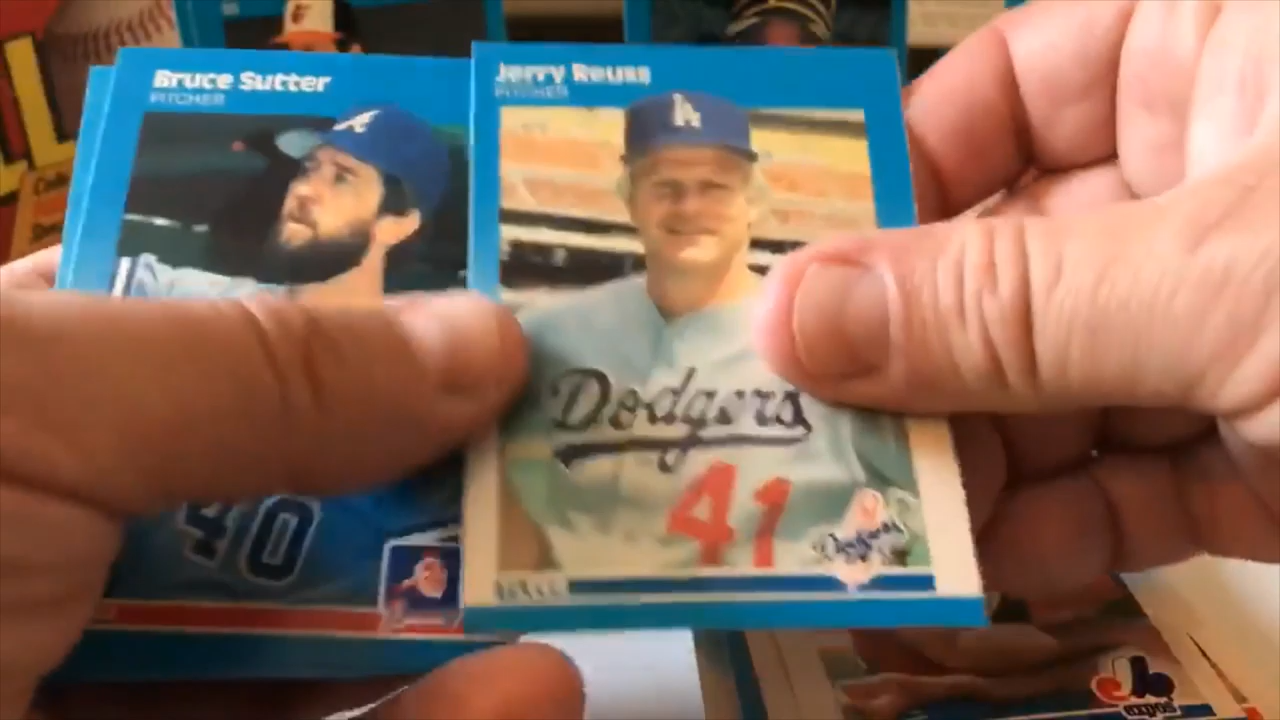 Bruce Sutter
PITCHER
Jerry Reuss
PITCHER
A
LA
Dodgers
41
Dodgers
40
expos